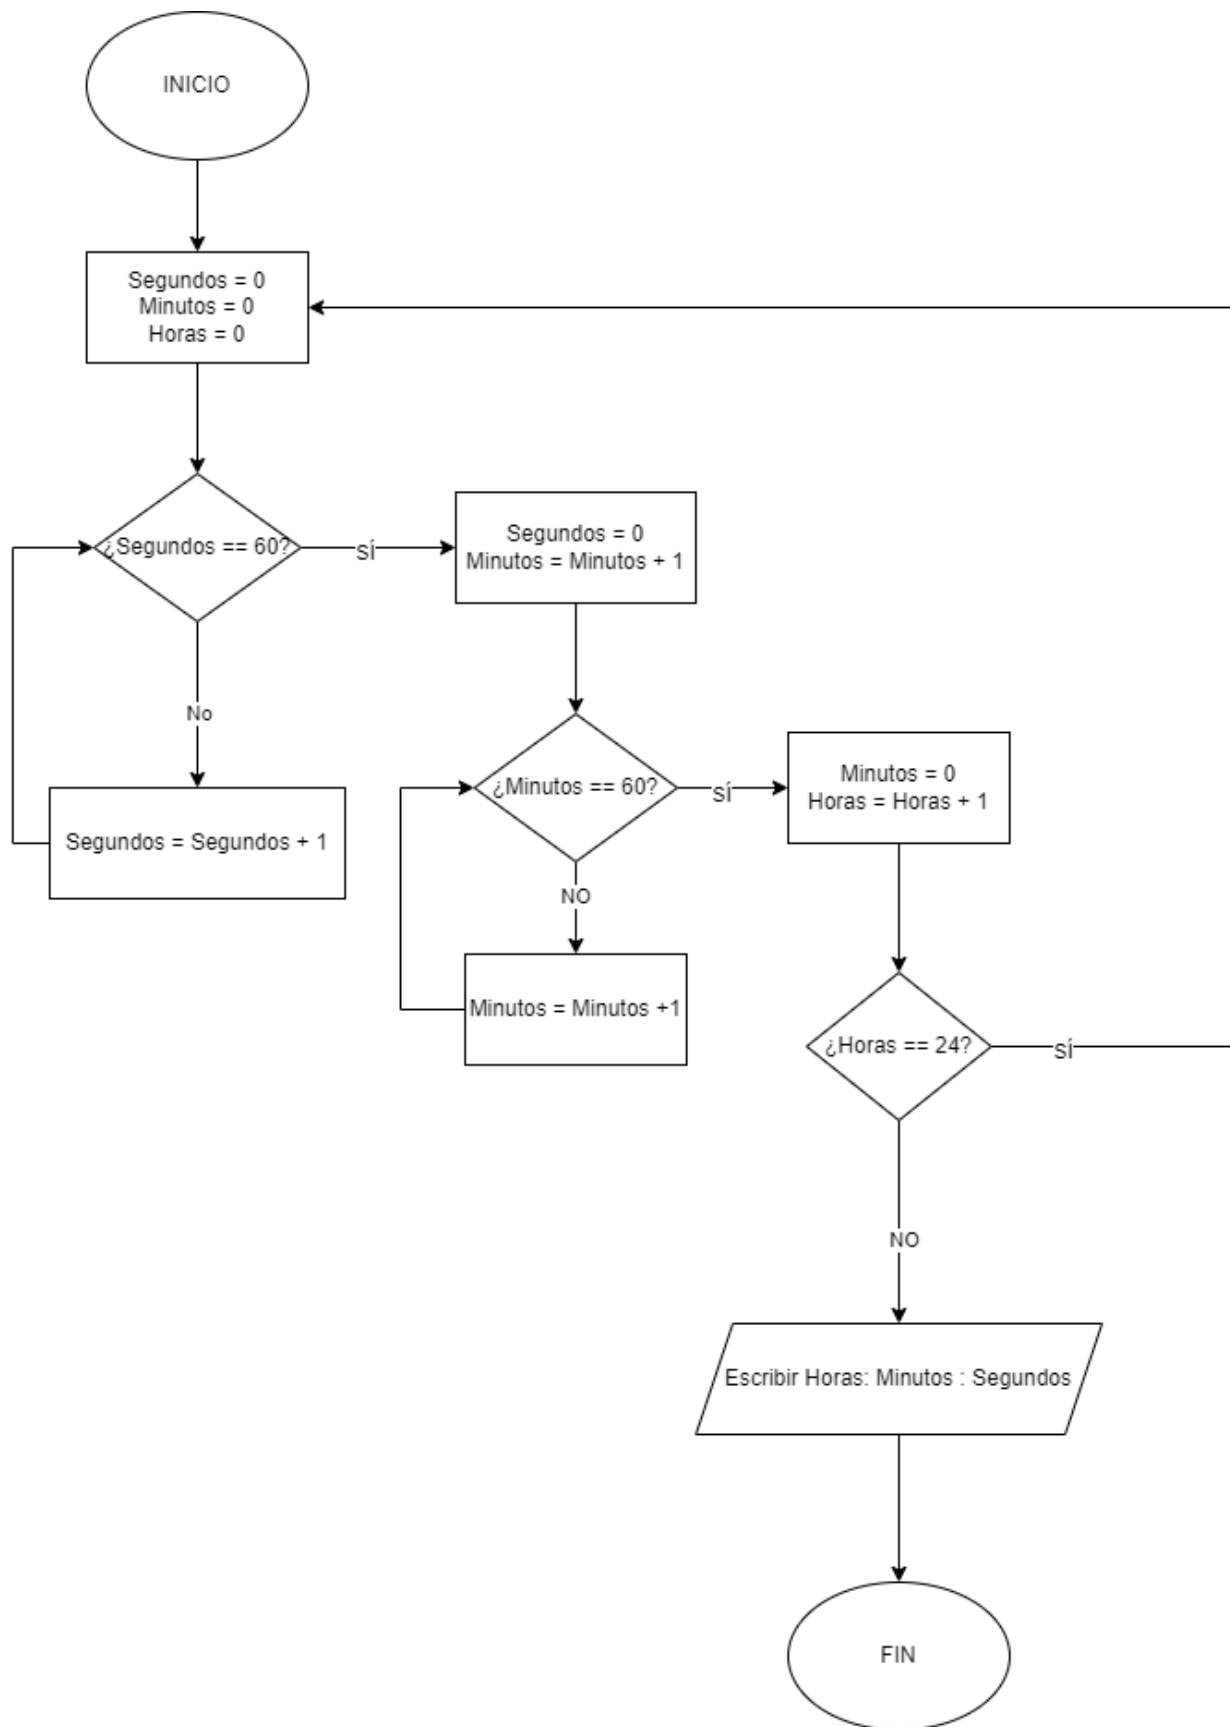 INICIO
Segundos = 0
Minutos = 0
Horas = 0
¿Segundos == 60?
SÍ
Segundos = 0
Minutos = Minutos + 1
No
Segundos = Segundos + 1
¿Minutos == 60?
SÍ
Minutos = 0
Horas = Horas + 1
NO
Minutos = Minutos +1
¿Horas == 24?
SÍ
NO
Escribir Horas: Minutos : Segundos
FIN